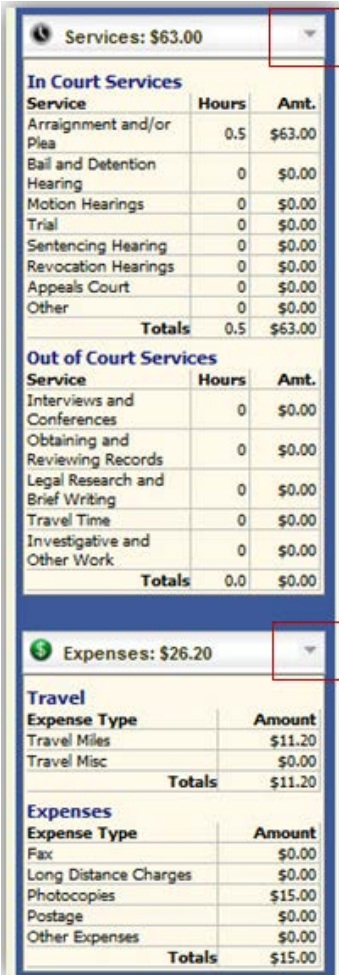 Services: $63.00
In Court Services
Service Hours Amt.
Arraignment and/or
Plea 0.5 $63.00
Bail and Detention
Hearing 0 $0.00
Motion Hearings 0 $0.00
Trial 0 $0.00
Sentencing Hearing 0 $0.00
Revocation Hearings 0 $0.00
Appeals Court 0 $0.00
Other 0 $0.00
Totals 0.5 $63.00
Out of Court Services
Service Hours Amt.
Interviews and
Conferences 0 $0.00
Obtaining and
Reviewing Records 0 $0.00
Legal Research and
Brief Writing 0 $0.00
Travel Time 0 $0.00
Investigative and
Other Work 0 $0.00
Totals 0.0 $0.00
$ Expenses: $26.20
Travel
Expense Type Amount
Travel Miles $11.20
Travel Misc $0.00
Totals $11.20
Expenses
Expense Type Amount
Fax $0.00
Long Distance Charges $0.00
Photocopies $15.00
Postage $0.00
Other Expenses $0.00
Totals $15.00